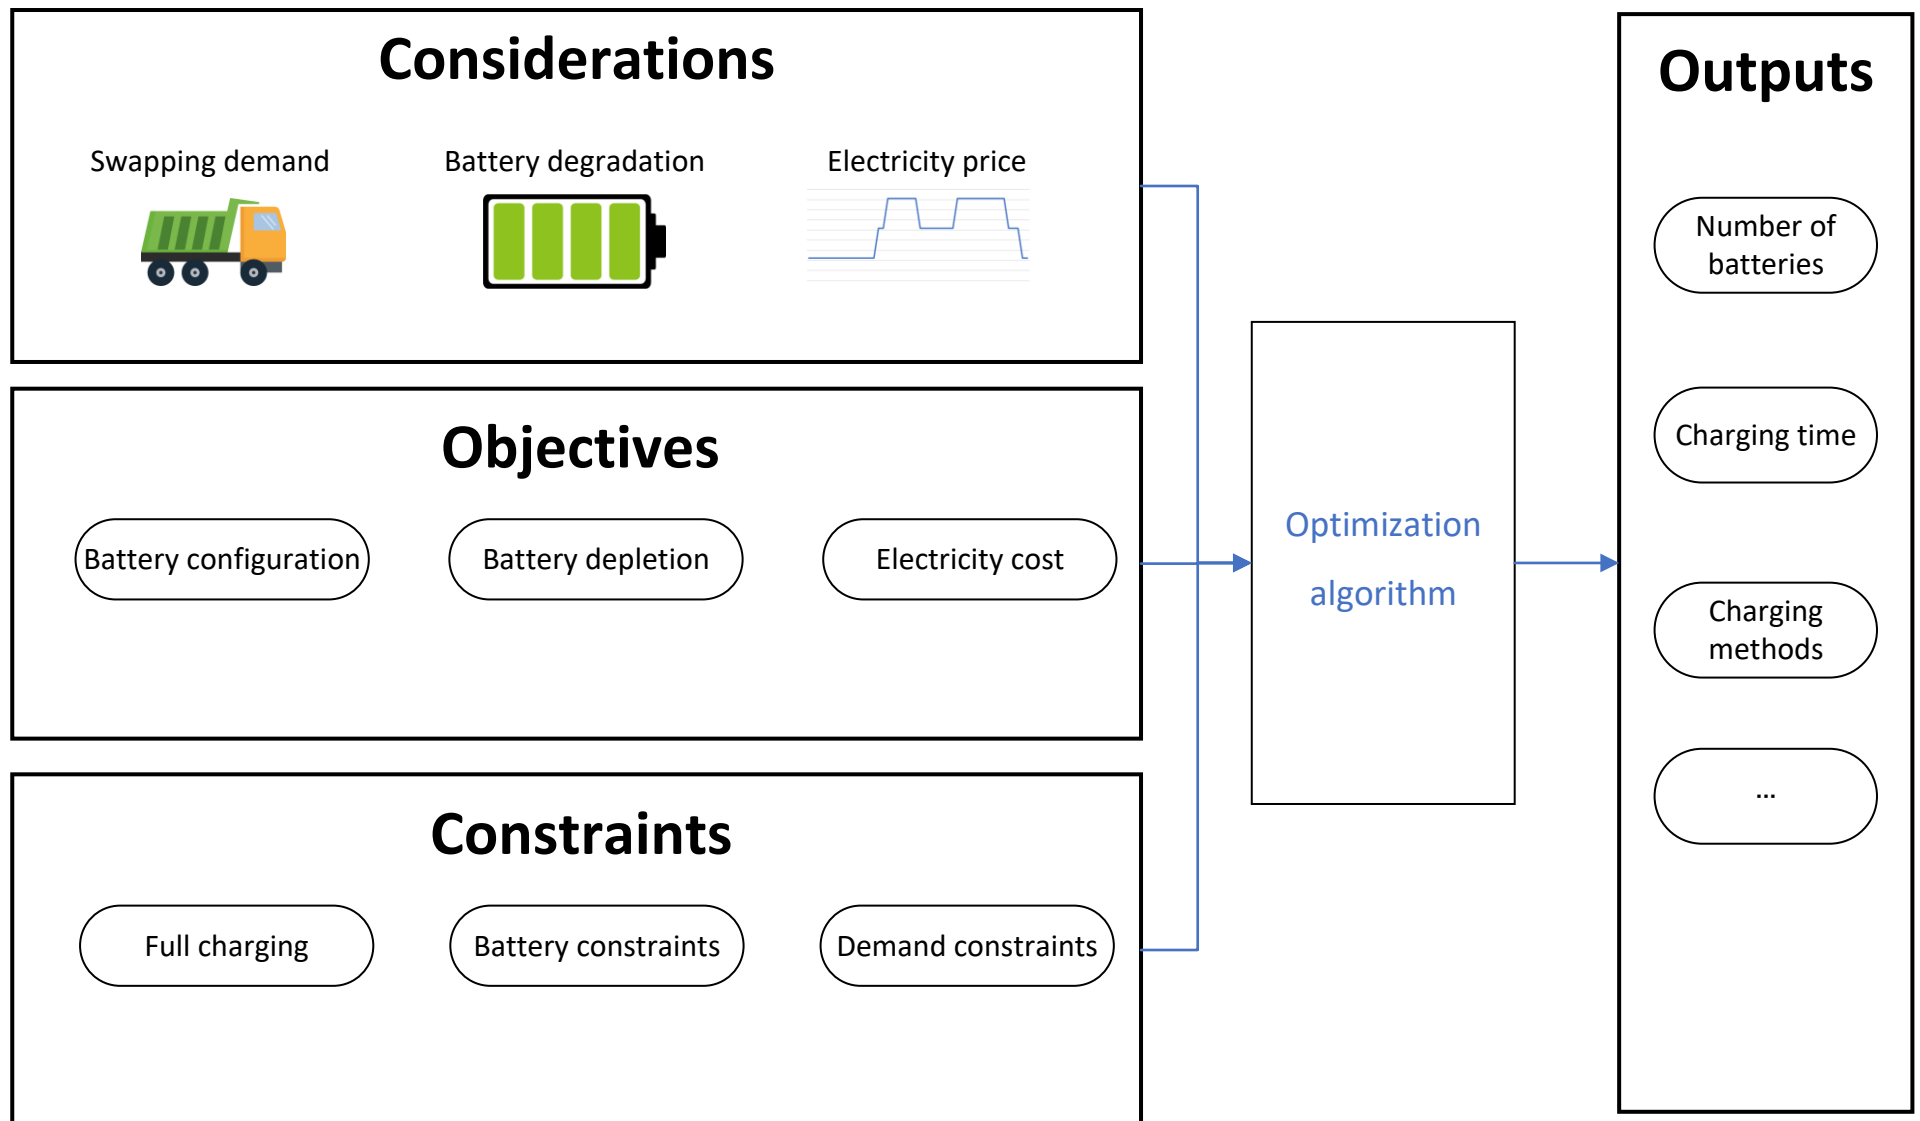 Considerations
Swapping demand
Battery degradation
Electricity price
Objectives
Battery configuration
Battery depletion
Electricity cost
Constraints
Full charging
Battery constraints
Demand constraints
Optimization
algorithm
Outputs
Number of
batteries
Charging time
Charging
methods
...